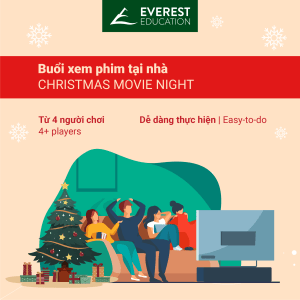 EVEREST
EDUCATION
Buổi xem phim tại nhà
CHRISTMAS MOVIE NIGHT
Từ 4 người chơi
4+ players
Dễ dàng thực hiện | Easy-to-do